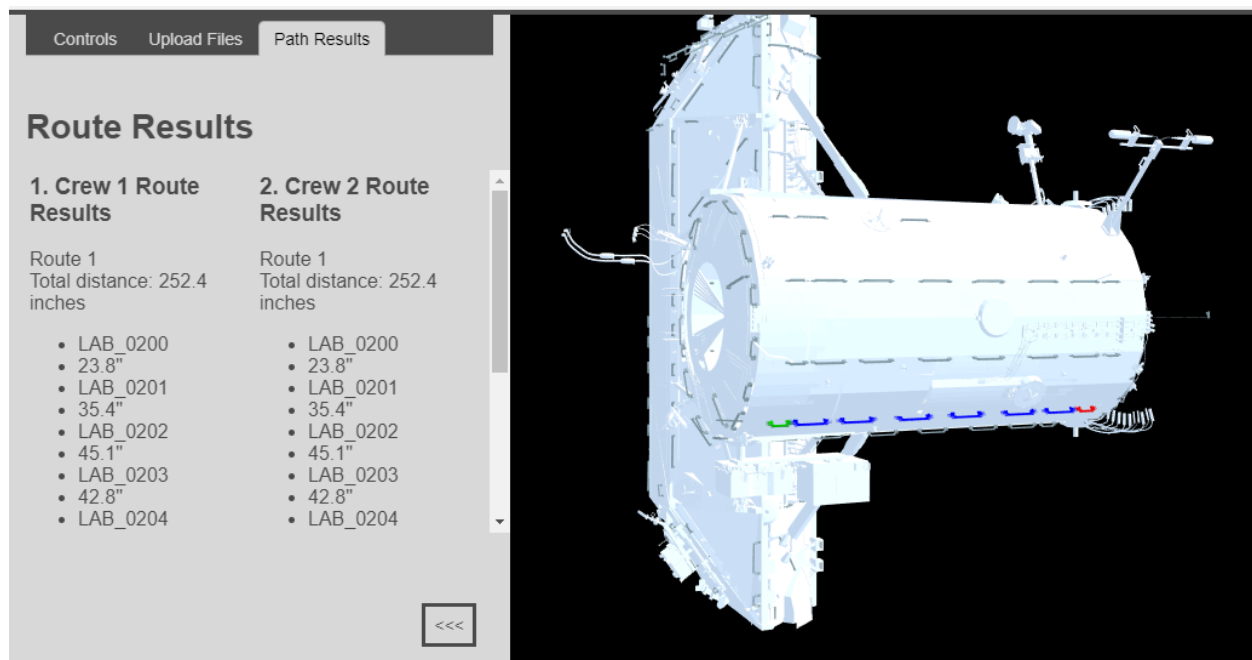 Controls Upload Files Path Results
Route Results
1. Crew 1 Route
Results
Route 1
Total distance: 252.4
inches
LAB_0200
23.8"
LAB_0201
35.4"
LAB_0202
45.1"
LAB_0203
42.8"
LAB_0204
2. Crew 2 Route
Results
Route 1
Total distance: 252.4
inches
LAB_0200
23.8"
LAB_0201
35.4"
LAB_0202
45.1"
LAB_0203
42.8"
LAB_0204
<<<